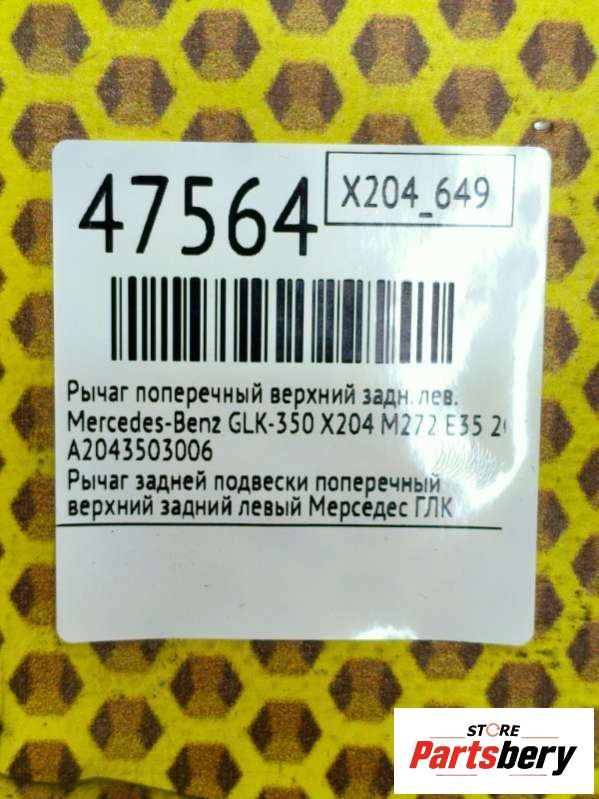 47564
X204_649
Рычаг поперечный верхний задн. лев.
Mercedes-Benz GLK-350 X204 M272 E35 2
A2043503006
Рычаг задней подвески поперечный
верхний задний левый Мерседес ГЛК
STORE
Partsbery